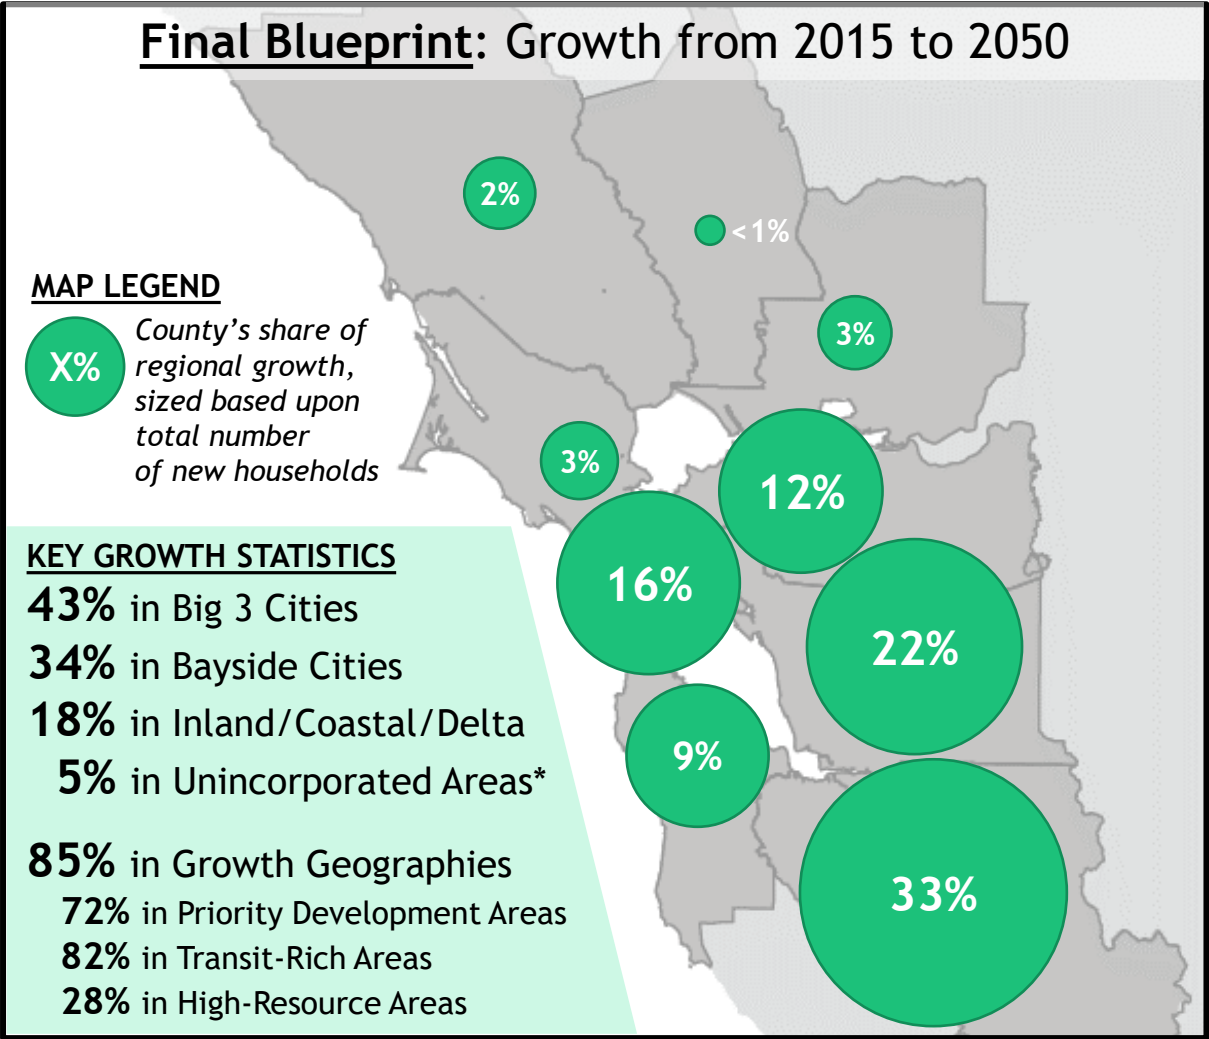 Final Blueprint: Growth from 2015 to 2050
2%
<1%
MAP LEGEND
X%
County’s share of
regional growth,
sized based upon
total number
of new households
3%
3%
12%
16%
22%
9%
33%
KEY GROWTH STATISTICS
43% in Big 3 Cities
34% in Bayside Cities
18% in Inland/Coastal/Delta
5% in Unincorporated Areas*
85% in Growth Geographies
72% in Priority Development Areas
82% in Transit-Rich Areas
28% in High-Resource Areas